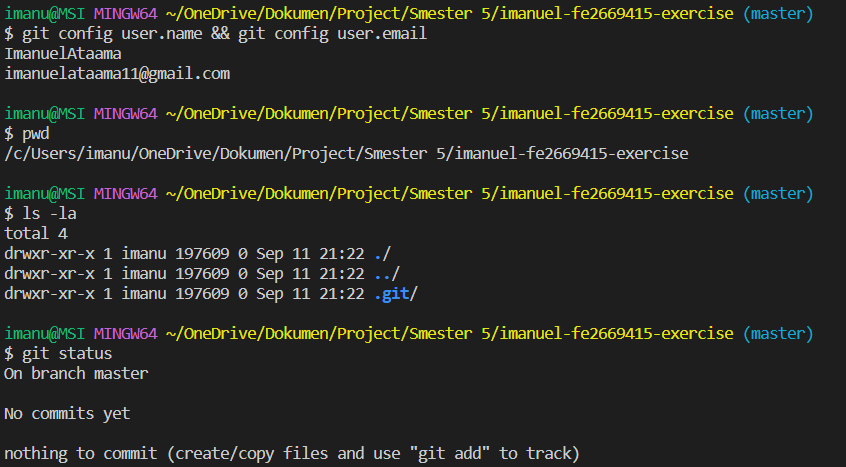 imanu@MSI MINGW64 ~/OneDrive/Dokumen/Project/Smester 5/imanuel-fe2669415-exercise (master)
$ git config user.name && git config user.email
ImanuelAtaama
imanuelataama11@gmail.com
imanu@MSI MINGW64 ~/OneDrive/Dokumen/Project/Smester 5/imanuel-fe2669415-exercise (master)
$ pwd
/c/Users/imanu/OneDrive/Dokumen/Project/Smester 5/imanuel-fe2669415-exercise
imanu@MSI MINGW64 ~/OneDrive/Dokumen/Project/Smester 5/imanuel-fe2669415-exercise (master)
$ ls -la
total 4
drwxr-xr-x 1 imanu 197609 0 Sep 11 21:22 ./
drwxr-xr-x 1 imanu 197609 0 Sep 11 21:22 ../
drwxr-xr-x 1 imanu 197609 0 Sep 11 21:22 .git/
imanu@MSI MINGW64 ~/OneDrive/Dokumen/Project/Smester 5/imanuel-fe2669415-exercise (master)
$ git status
On branch master
No commits yet
nothing to commit (create/copy files and use "git add" to track)